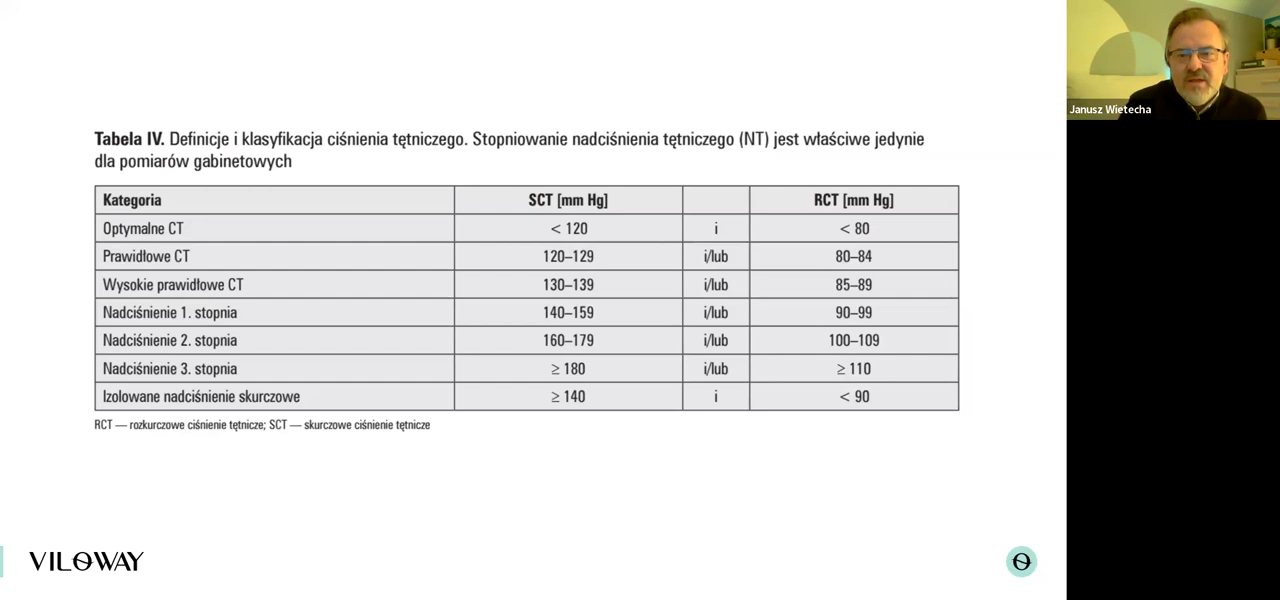 Tabela IV. Definicje i klasyfikacja ciśnienia tętniczego. Stopniowanie nadciśnienia tętniczego (NT) jest właściwe jedynie
dla pomiarów gabinetowych
Kategoria SCT [mm Hg] RCT [mm Hg]
Optymalne CT < 120 i < 80
Prawidłowe CT 120–129 i/lub 80–84
Wysokie prawidłowe CT 130–139 i/lub 85–89
Nadciśnienie 1. stopnia 140–159 i/lub 90–99
Nadciśnienie 2. stopnia 160–179 i/lub 100–109
Nadciśnienie 3. stopnia ≥ 180 i/lub ≥ 110
Izolowane nadciśnienie skurczowe ≥ 140 i < 90
RCT — rozkurczowe ciśnienie tętnicze; SCT — skurczowe ciśnienie tętnicze
VILOWAY
Janusz Wietecha